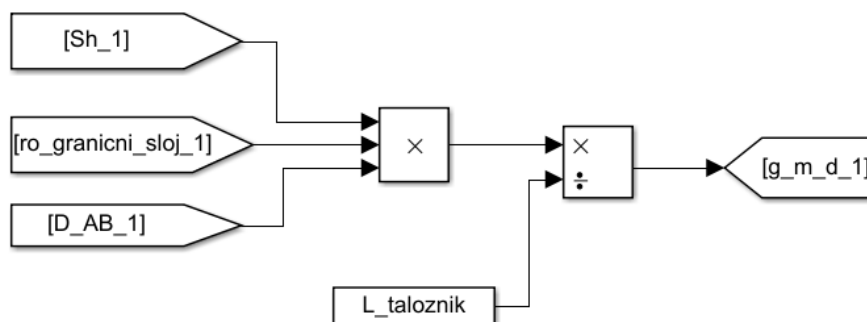 [Sh_1]
[ro_granicni_sloj_1]
[D_AB_1]
×
×
÷
[g_m_d_1]
L_taloznik